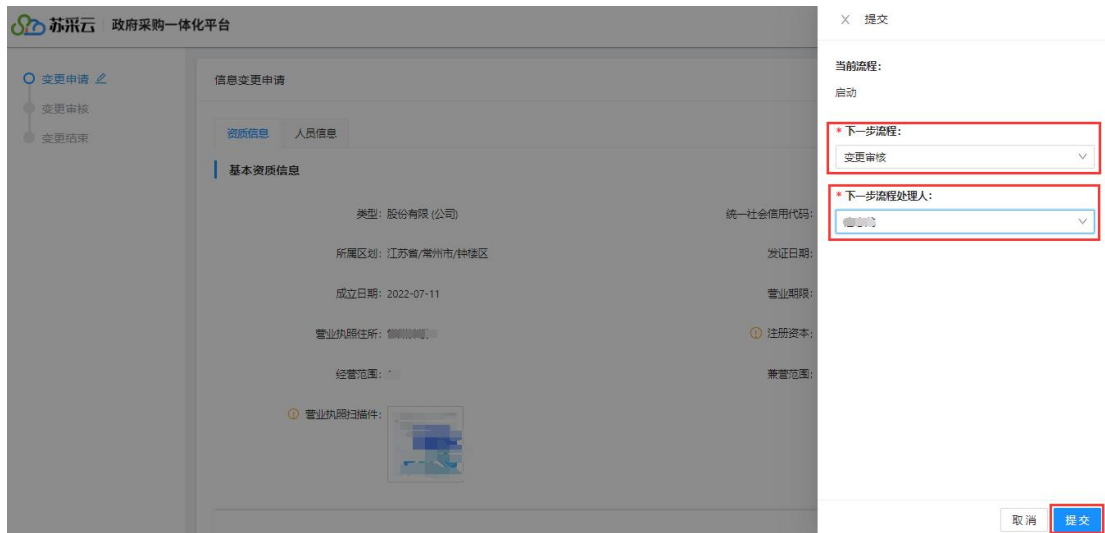 苏采云 政府采购一体化平台
变更申请
变更审核
变更结束
信息变更申请
资质信息 人员信息
基本资质信息
类型: 股份有限 (公司) 统一社会信用代码:
所属区划: 江苏省/常州市/钟楼区 发证日期:
成立日期: 2022-07-11 营业期限:
营业执照住所: 注册资本:
经营范围: 兼营范围:
营业执照扫描件:
提交
当前流程:
启动
* 下一步流程:
变更审核
* 下一步流程处理人:
取消 提交